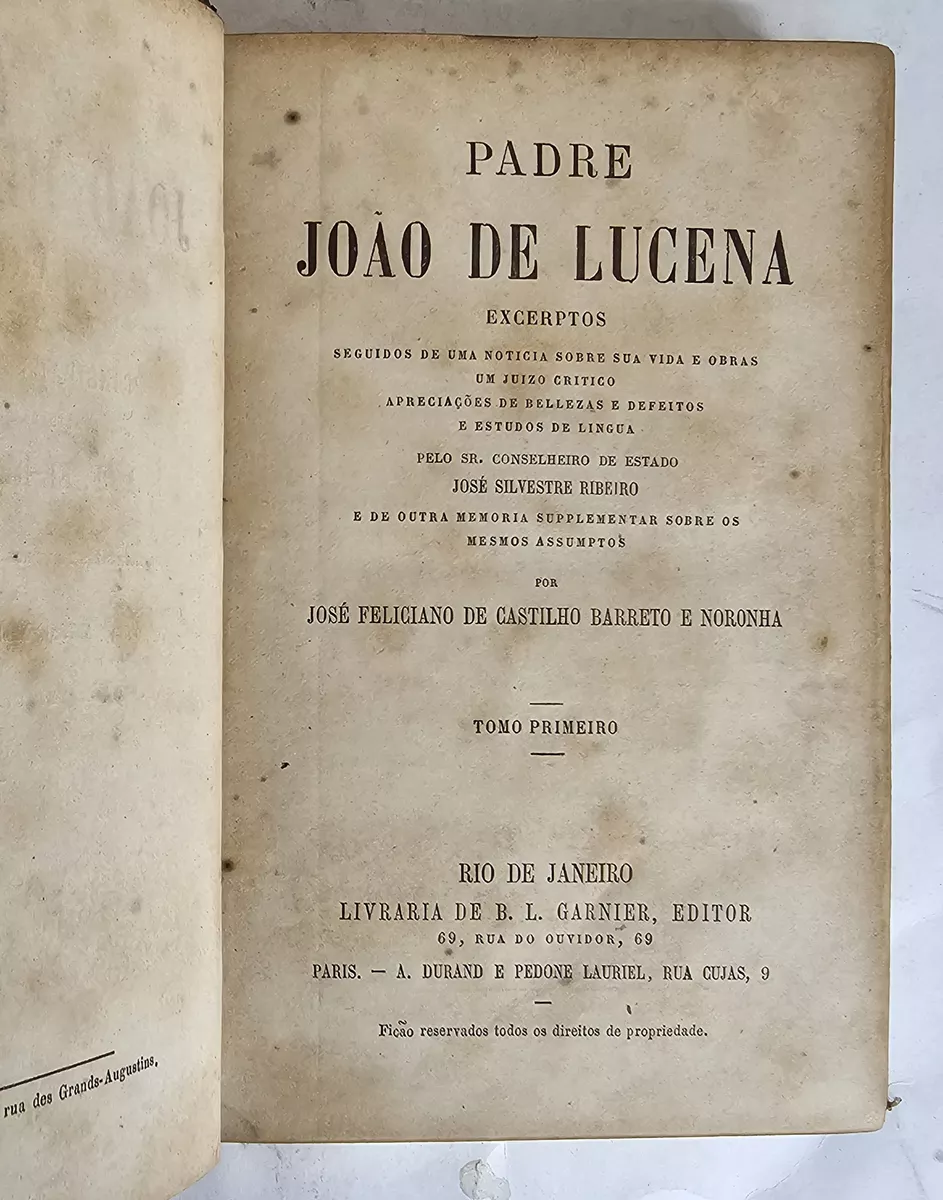 rua des Grands-Augustins.
PADRE
JOÃO DE LUCENA
EXCERPTOS
SEGUIDOS DE UMA NOTICIA SOBRE SUA VIDA E OBRAS
UM JUIZO CRITICO
APRECIAÇÕES DE BELLEZAS E DEFEITOS
E ESTUDOS DE LINGUA
PELO SR. CONSELHEIRO DE ESTADO
JOSÉ SILVESTRE RIBEIRO
E DE OUTRA MEMORIA SUPPLEMENTAR SOBRE OS
MESMOS ASSUMPTOS
POR
JOSÉ FELICIANO DE CASTILHO BARRETO E NORONHA
TOMO PRIMEIRO
RIO DE JANEIRO
LIVRARIA DE B. L. GARNIER, EDITOR
69, RUA DO OUVIDOR, 69
PARIS. — A. DURAND E PEDONE LAURIEL, RUA CUJAS, 9
Ficão reservados todos os direitos de propriedade.